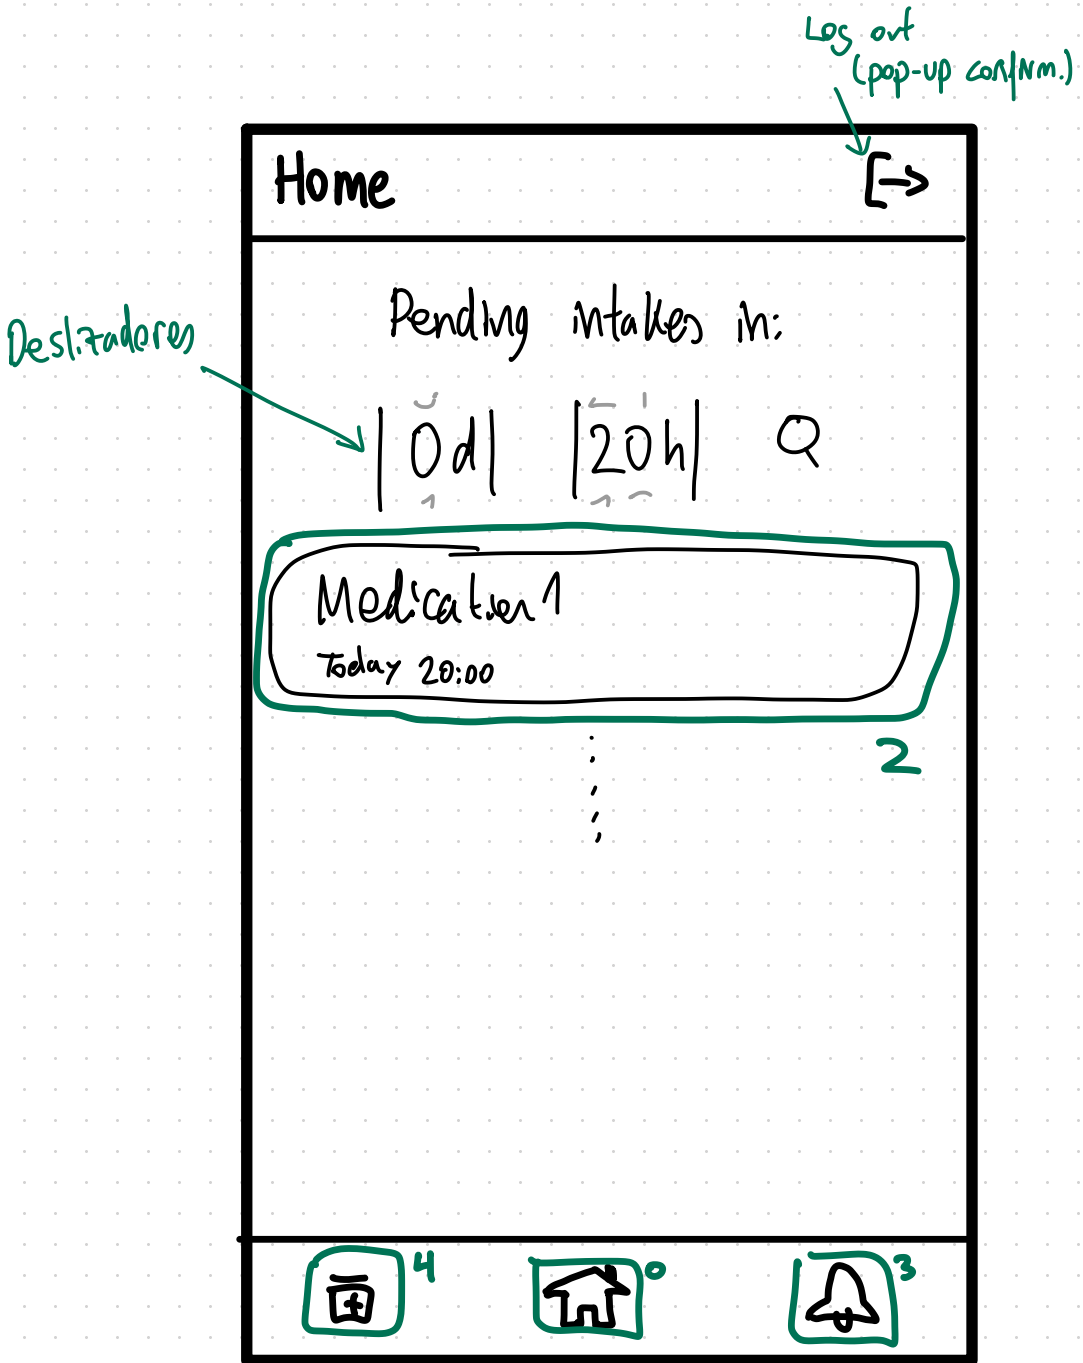 Log out
(pop-up confirm.)
Home
Pending intakes in:
Deslizadores
0d 20h
Medication 1
Today 20:00
2
4 0 3